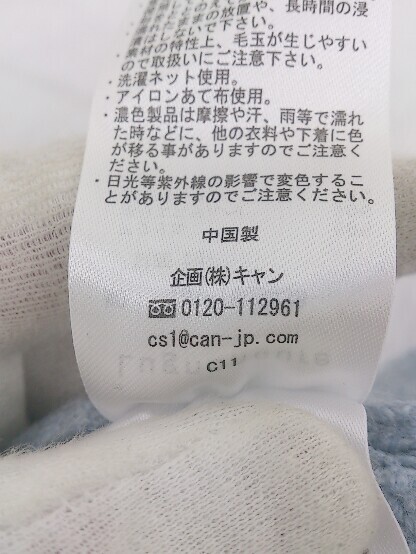 ままの放置や、長時間の浸
はしないで下さい。
・素材の特性上、毛玉が生じやすい
ので取扱いにご注意下さい。
・洗濯ネット使用。
・アイロンあて布使用。
・濃色製品は摩擦や汗、雨等で濡れ
た時などに、他の衣料や下着に色
が移る事がありますのでご注意く
ださい。
・日光等紫外線の影響で変色するこ
とがありますのでご注意ください。
中国製
企画(株)キャン
0120-112961
cs1@can-jp.com
C11